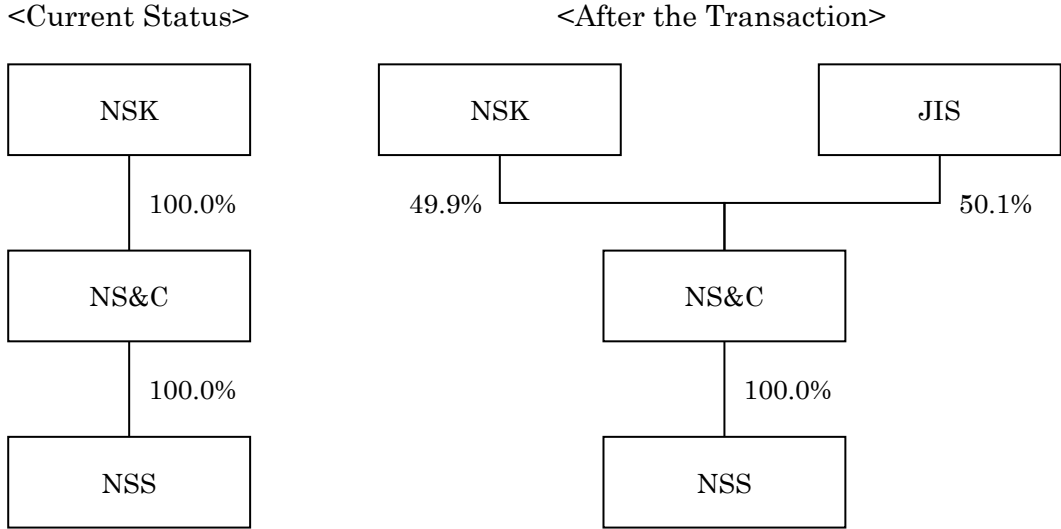 <Current Status>
<After the Transaction>
NSK
NSK
JIS
100.0%
49.9%
50.1%
NS&C
NS&C
100.0%
100.0%
NSS
NSS